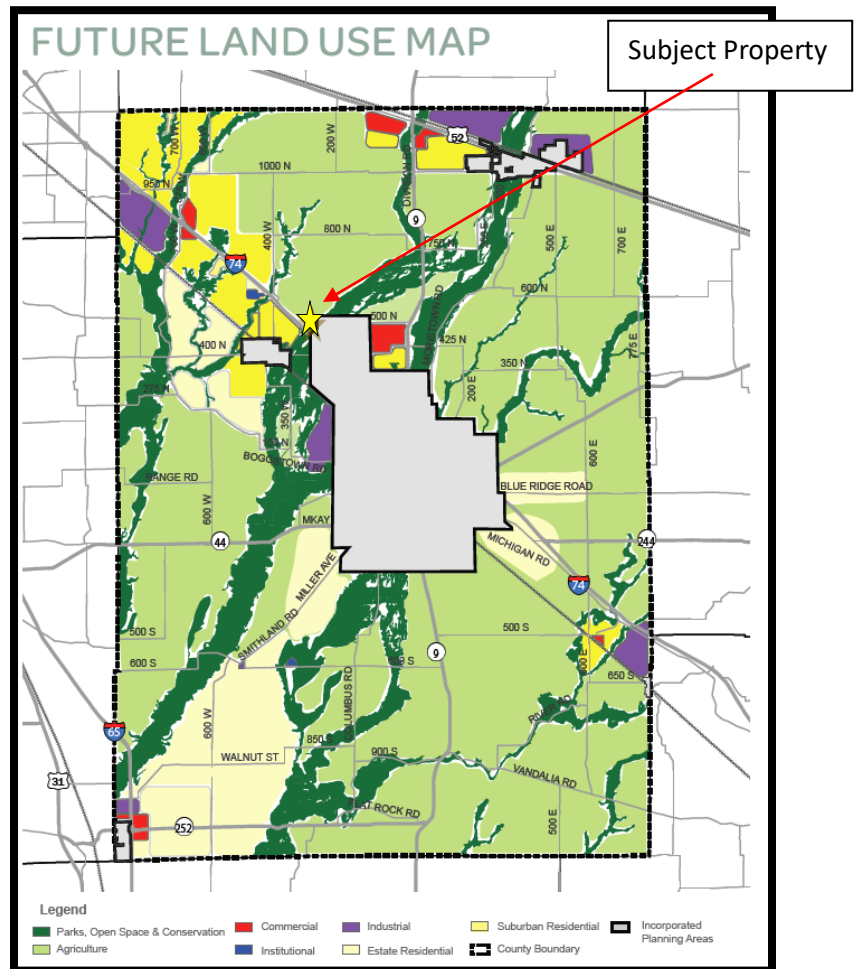 FUTURE LAND USE MAP
Subject Property
52
200 W
700 W
1000 N
950 N
9
800 N
400 W
750 N
500 E
700 E
74
600 N
500 N
MORRISTOWN RD
425 N
400 N
350 N
775 E
200 E
275 N
350 W
BOGGSTOWN RD
RANGE RD
600 E
BLUE RIDGE ROAD
600 W
MKAY
44
MICHIGAN RD
244
MILLER AVE
74
500 S
SMITHLAND RD
500 S
600 S
9
650 S
COLUMBUS RD
600 W
RIVER RD
65
850 S
WALNUT ST
900 S
31
VANDALIA RD
FLAT ROCK RD
252
500 E
Legend
Parks, Open Space & Conservation
Commercial
Industrial
Suburban Residential
Incorporated
Planning Areas
Agriculture
Institutional
Estate Residential
County Boundary